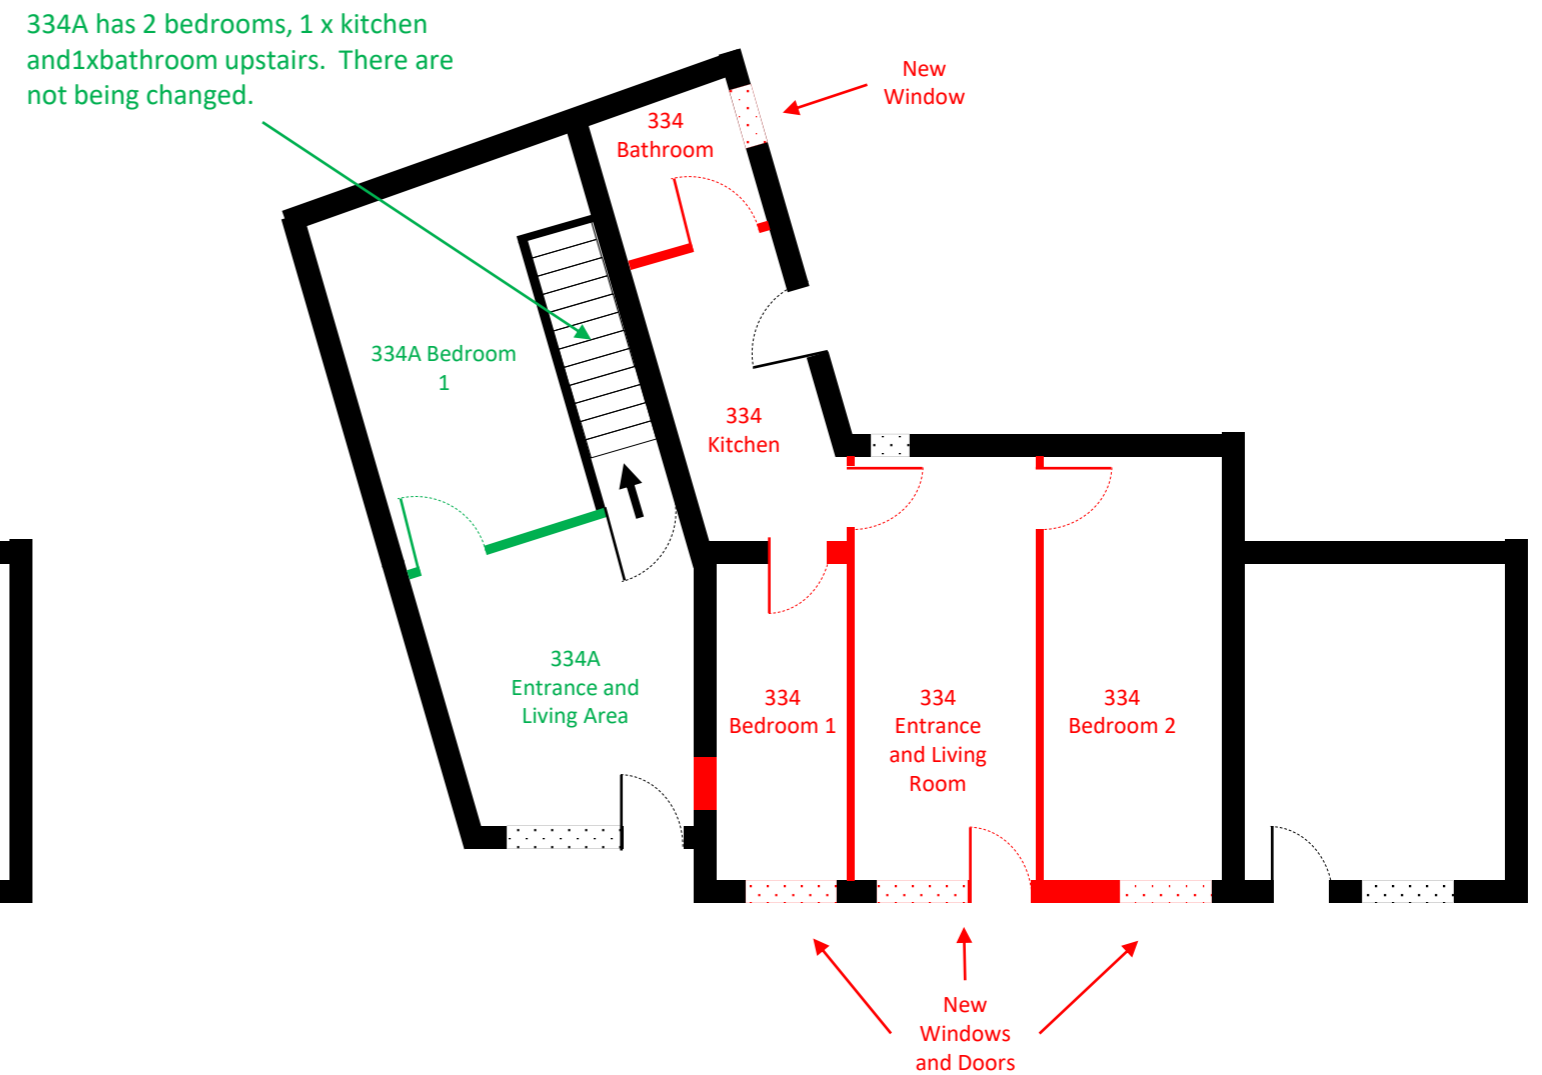 334A has 2 bedrooms, 1 x kitchen
and1xbathroom upstairs.  There are
not being changed.
New
Window
334
Bathroom
334A Bedroom
1
334
Kitchen
334A
Entrance and
Living Area
334
Bedroom 1
334
Entrance
and Living
Room
334
Bedroom 2
New
Windows
and Doors